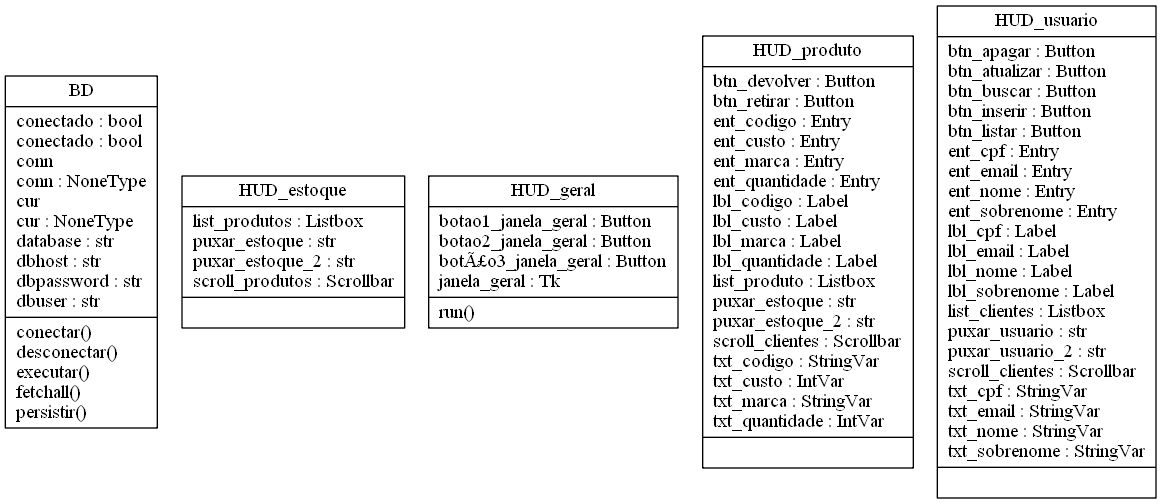 BD
conectado : bool
conectado : bool
conn
conn : NoneType
cur
cur : NoneType
database : str
dbhost : str
dbpassword : str
dbuser : str
conectar()
desconectar()
executar()
fetchall()
persistir()
HUD_estoque
list_produtos : Listbox
puxar_estoque : str
puxar_estoque_2 : str
scroll_produtos : Scrollbar
HUD_geral
botao1_janela_geral : Button
botao2_janela_geral : Button
botÃ£o3_janela_geral : Button
janela_geral : Tk
run()
HUD_produto
btn_devolver : Button
btn_retirar : Button
ent_codigo : Entry
ent_custo : Entry
ent_marca : Entry
ent_quantidade : Entry
lbl_codigo : Label
lbl_custo : Label
lbl_marca : Label
lbl_quantidade : Label
list_produto : Listbox
puxar_estoque : str
puxar_estoque_2 : str
scroll_clientes : Scrollbar
txt_codigo : StringVar
txt_custo : IntVar
txt_marca : StringVar
txt_quantidade : IntVar
HUD_usuario
btn_apagar : Button
btn_atualizar : Button
btn_buscar : Button
btn_inserir : Button
btn_listar : Button
ent_cpf : Entry
ent_email : Entry
ent_nome : Entry
ent_sobrenome : Entry
lbl_cpf : Label
lbl_email : Label
lbl_nome : Label
lbl_sobrenome : Label
list_clientes : Listbox
puxar_usuario : str
puxar_usuario_2 : str
scroll_clientes : Scrollbar
txt_cpf : StringVar
txt_email : StringVar
txt_nome : StringVar
txt_sobrenome : StringVar